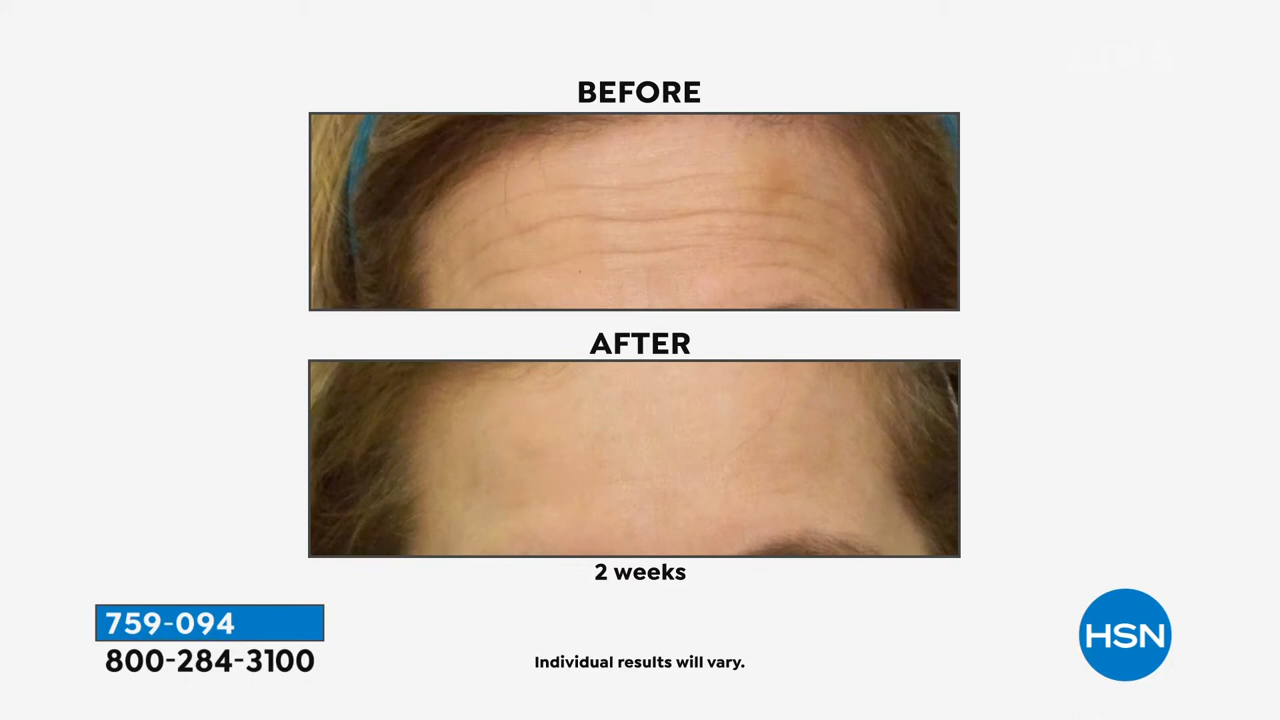 BEFORE
AFTER
2 weeks
759-094
800-284-3100
Individual results will vary.
HSN